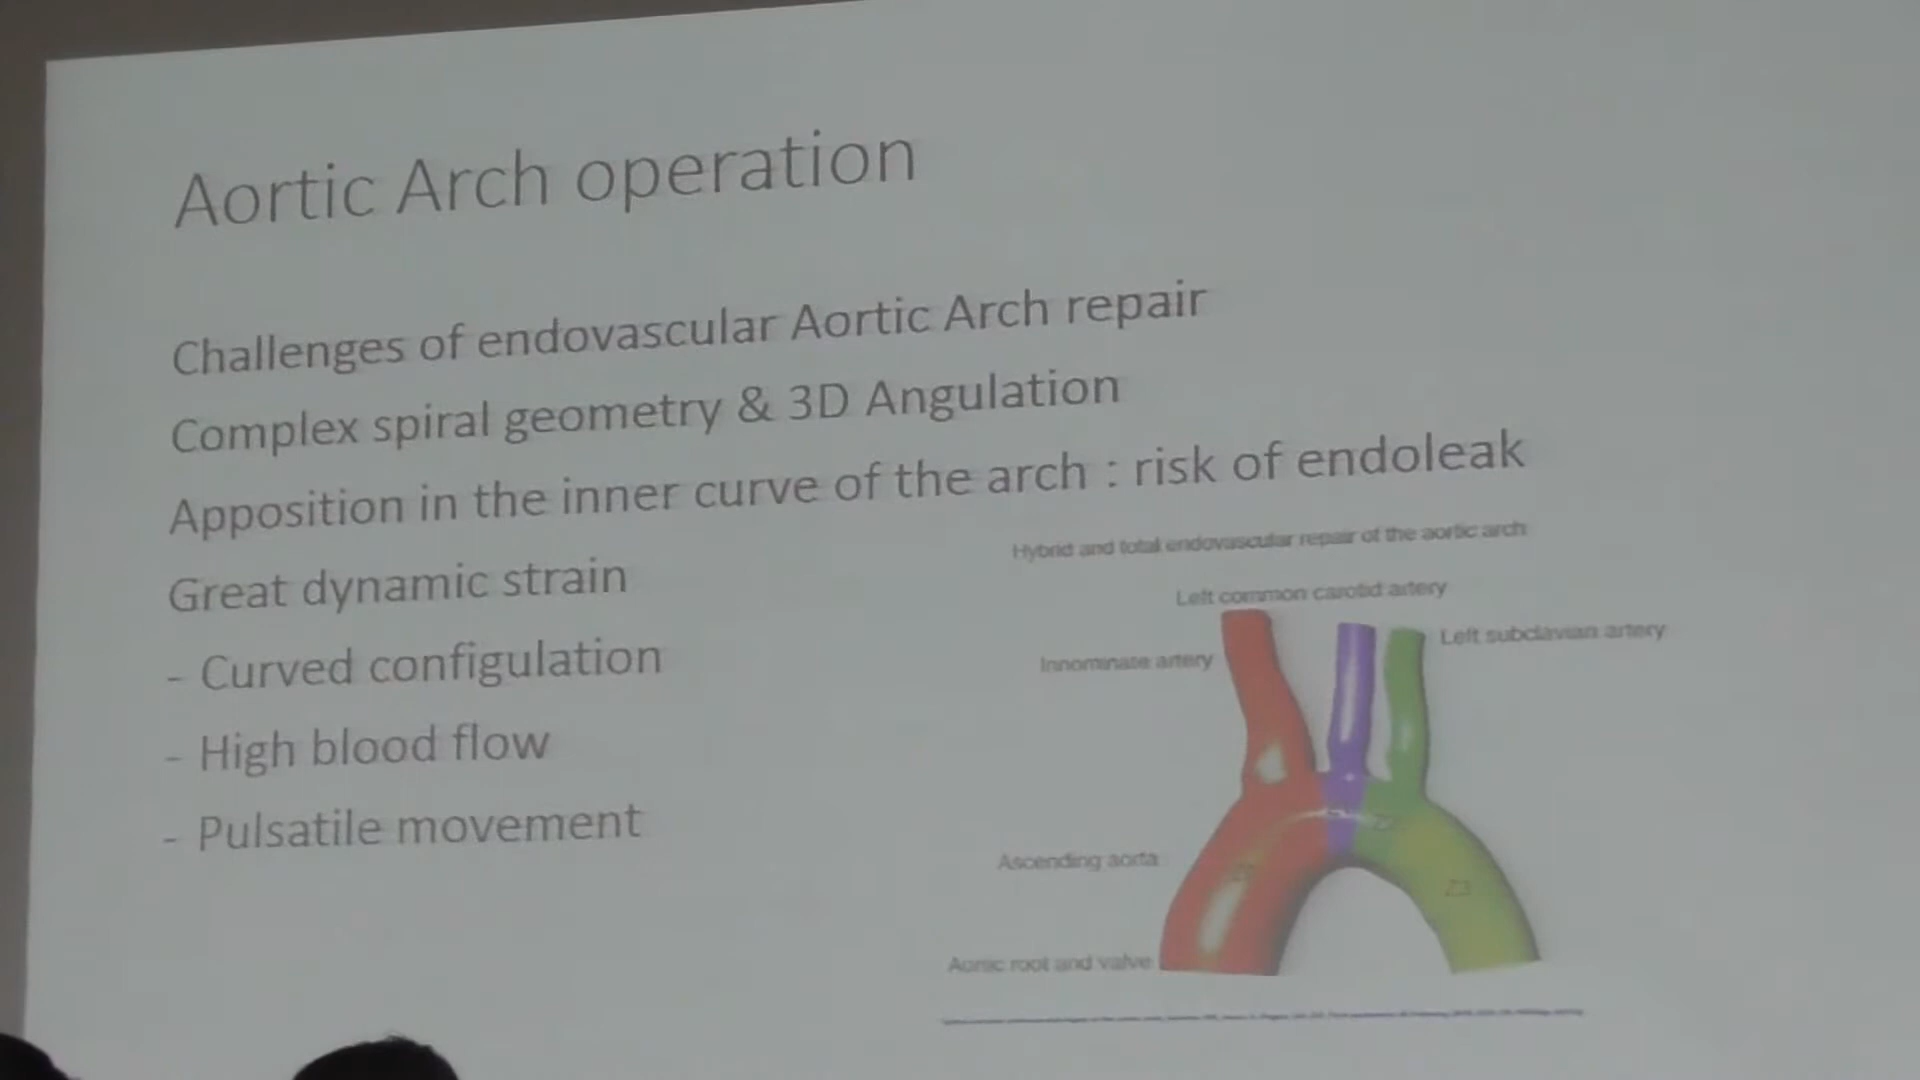 Aortic Arch operation
Challenges of endovascular Aortic Arch repair
Complex spiral geometry & 3D Angulation
Apposition in the inner curve of the arch : risk of endoleak
Great dynamic strain
- Curved configulation
- High blood flow
- Pulsatile movement
Hybrid and total endovascular repair of the aortic arch
Left common carotid artery
Left subclavian artery
Innominate artery
Ascending aorta
Z3
Aortic root and valve